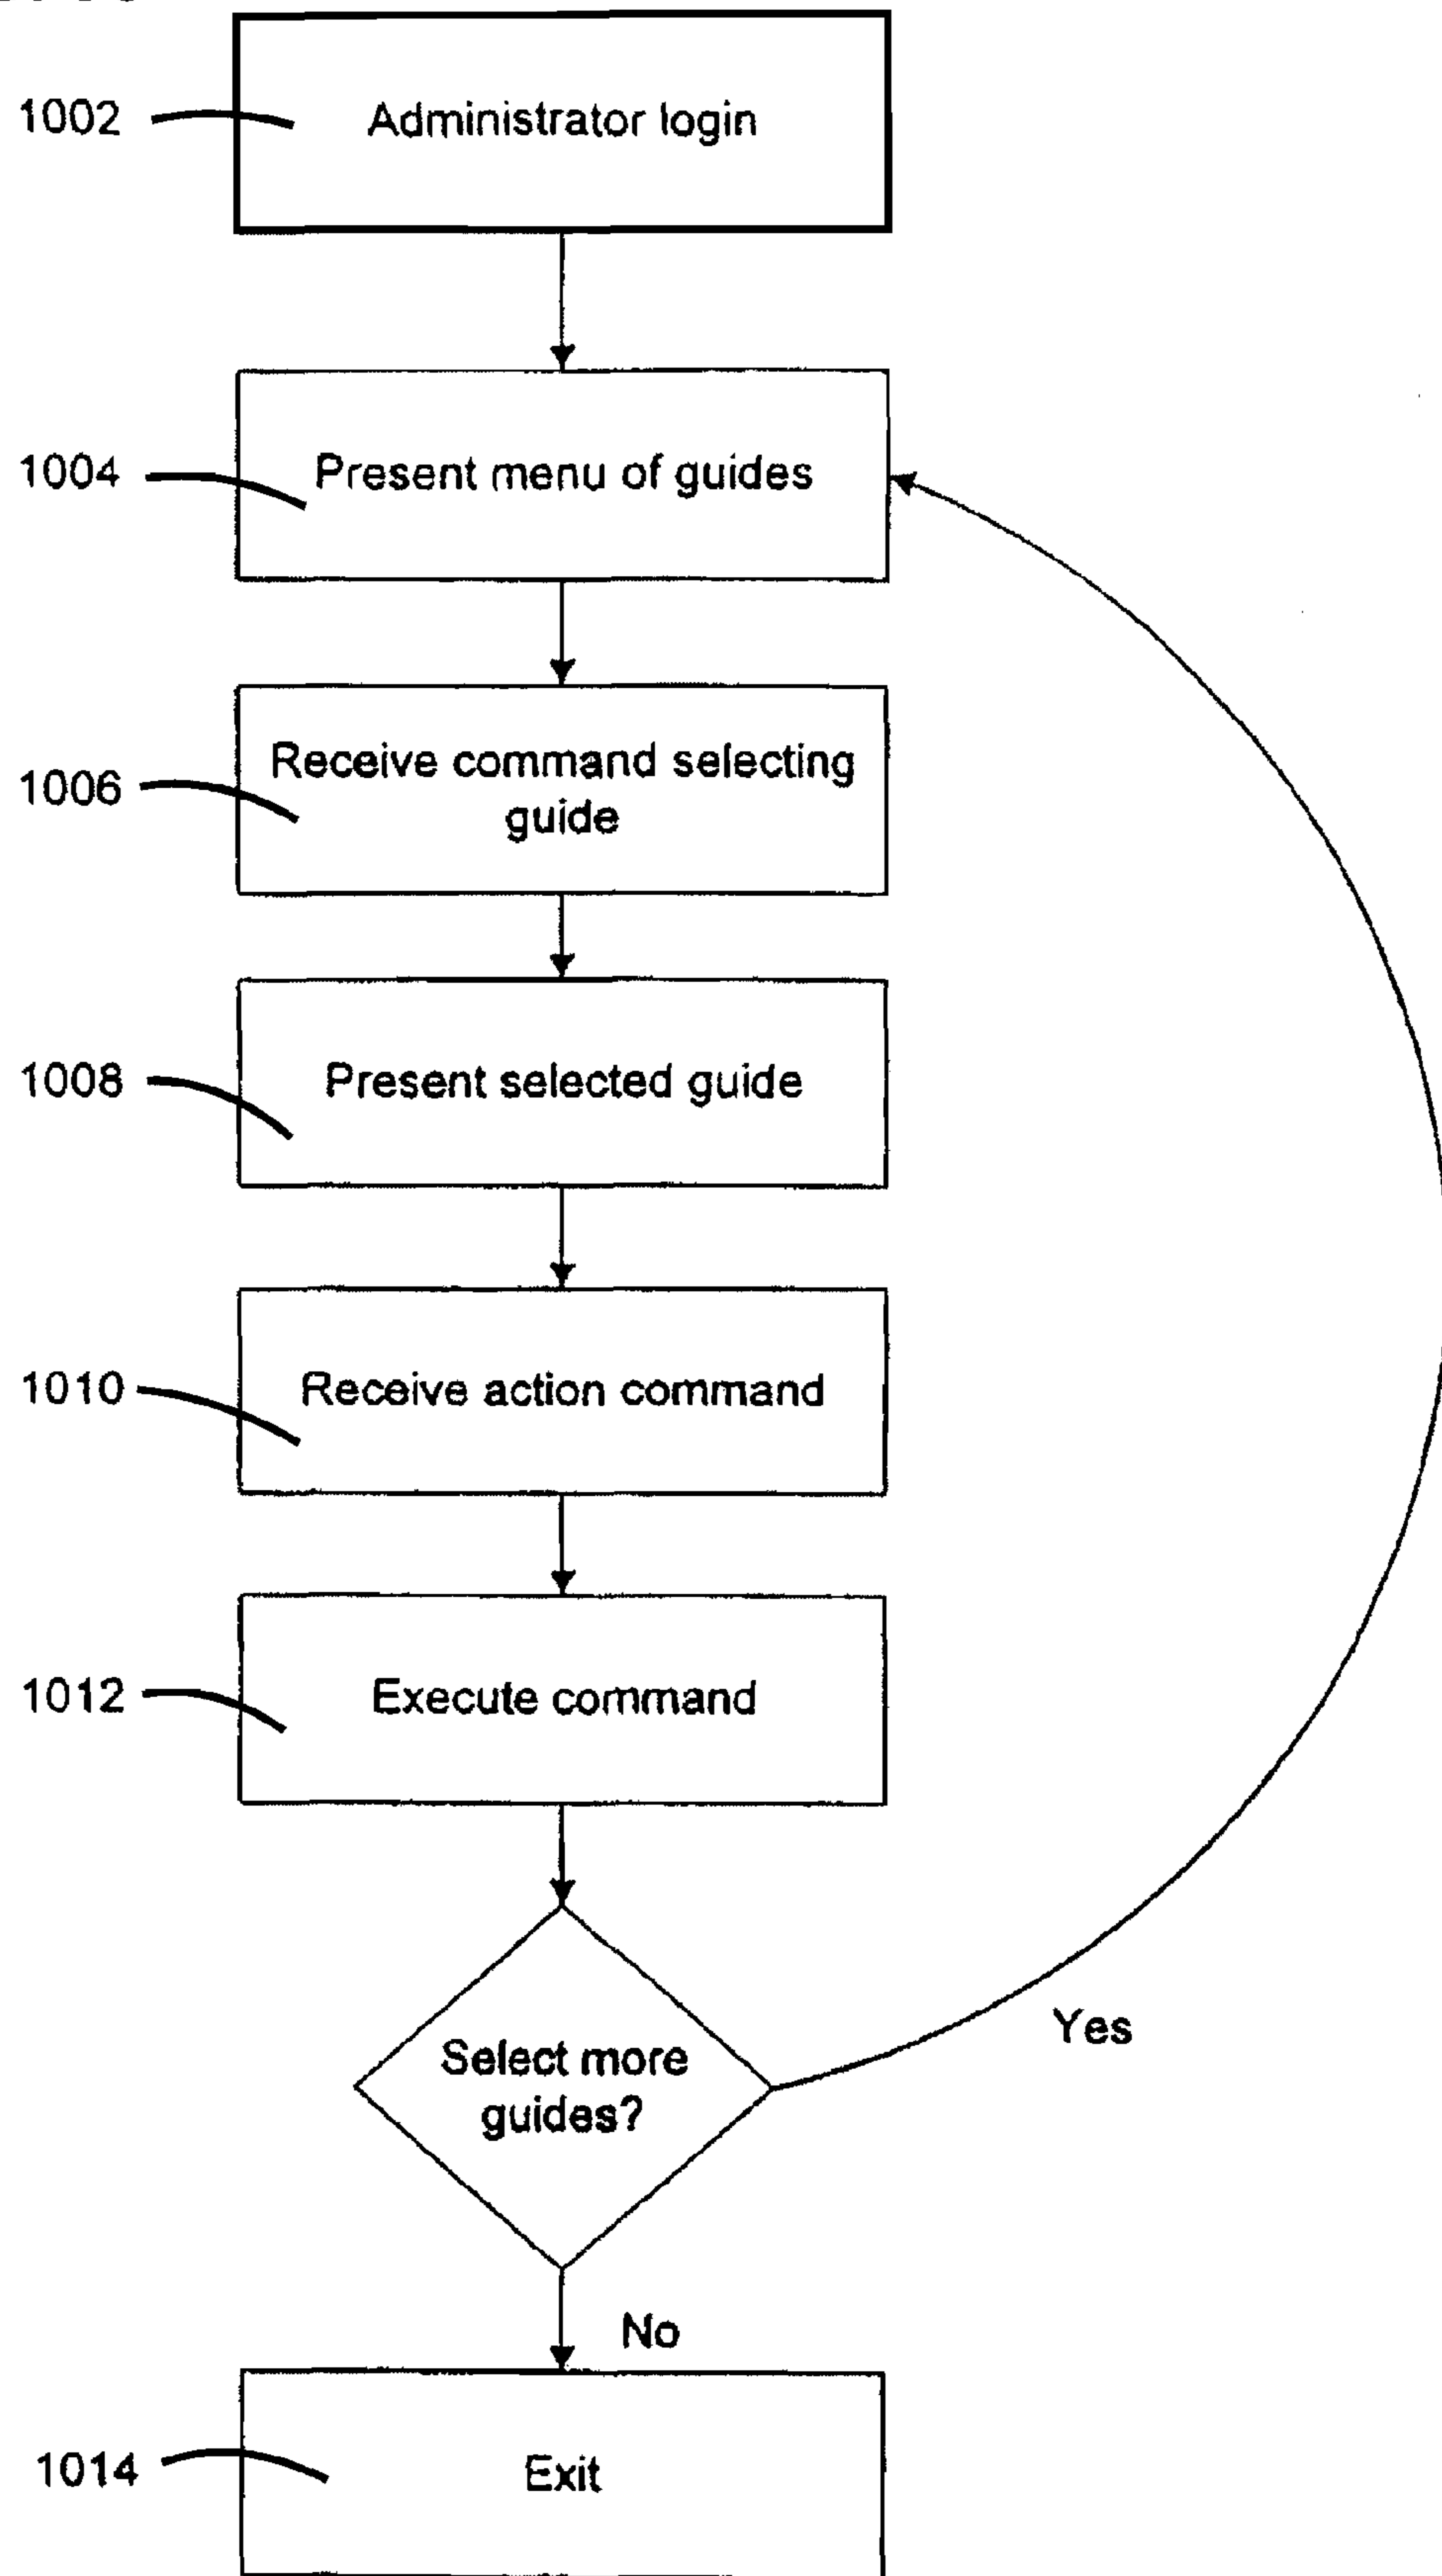 1002
Administrator login
1004
Present menu of guides
1006
Receive command selecting
guide
1008
Present selected guide
1010
Receive action command
1012
Execute command
Select more
guides?
Yes
No
1014
Exit